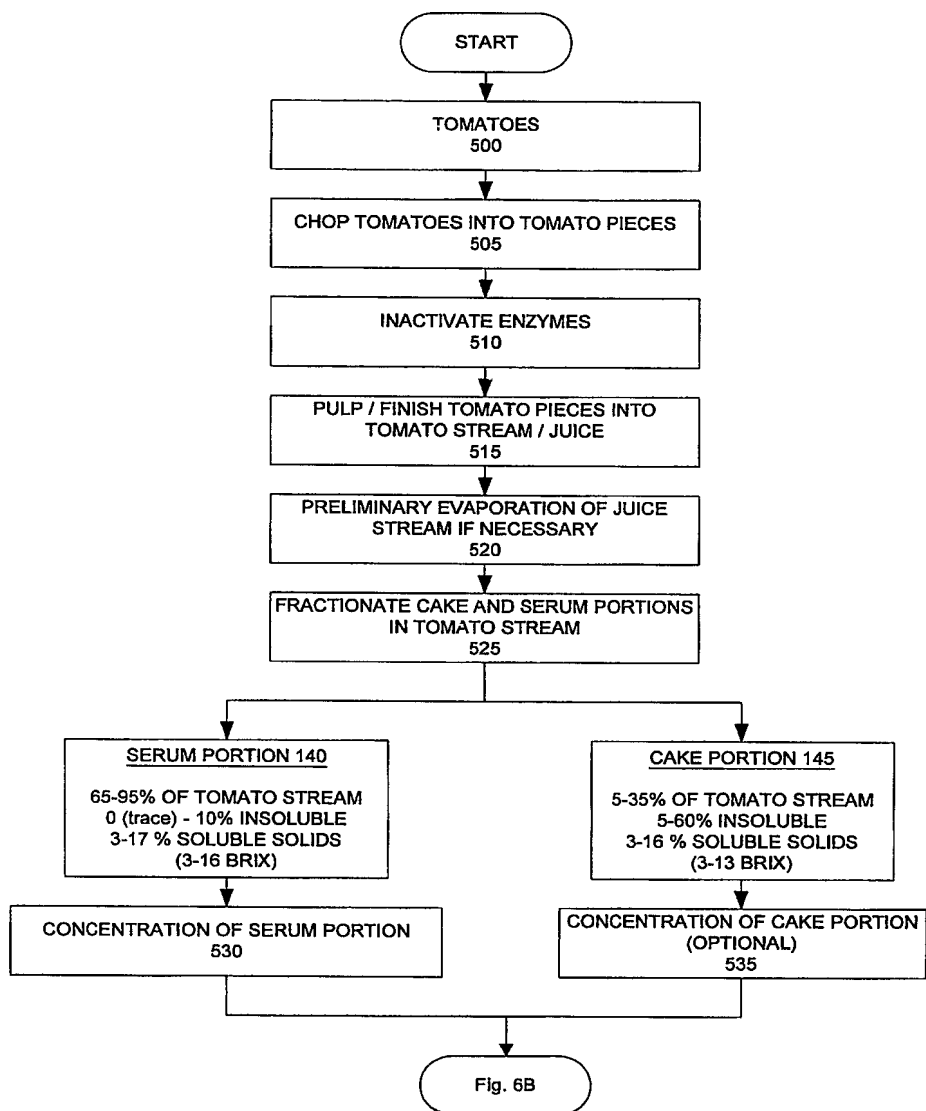 START
TOMATOES
500
CHOP TOMATOES INTO TOMATO PIECES
505
INACTIVATE ENZYMES
510
PULP / FINISH TOMATO PIECES INTO
TOMATO STREAM / JUICE
515
PRELIMINARY EVAPORATION OF JUICE
STREAM IF NECESSARY
520
FRACTIONATE CAKE AND SERUM PORTIONS
IN TOMATO STREAM
525
SERUM PORTION 140
65-95% OF TOMATO STREAM
0 (trace) - 10% INSOLUBLE
3-17 % SOLUBLE SOLIDS
(3-16 BRIX)
CAKE PORTION 145
5-35% OF TOMATO STREAM
5-60% INSOLUBLE
3-16 % SOLUBLE SOLIDS
(3-13 BRIX)
CONCENTRATION OF SERUM PORTION
530
CONCENTRATION OF CAKE PORTION
(OPTIONAL)
535
Fig. 6B